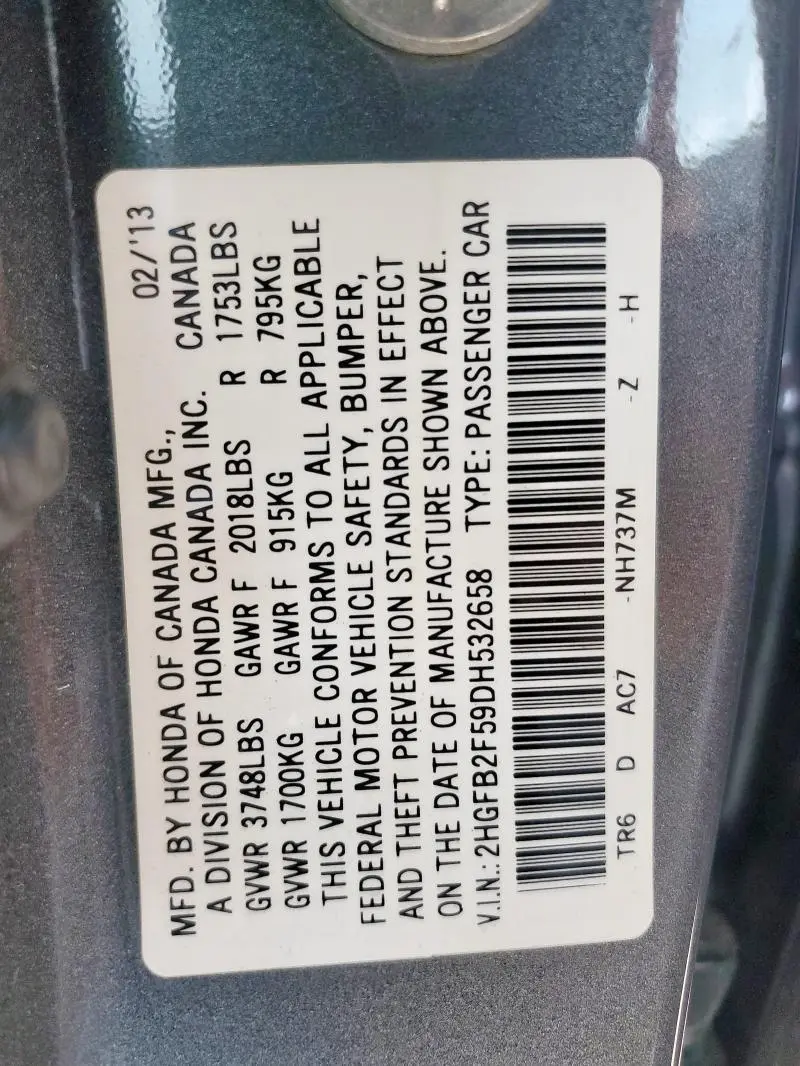 MFD. BY HONDA OF CANADA MFG., 02/'13
A DIVISION OF HONDA CANADA INC. CANADA
GVWR 3748LBS GAWR F 2018LBS R 1753LBS
GVWR 1700KG GAWR F 915KG R 795KG
THIS VEHICLE CONFORMS TO ALL APPLICABLE
FEDERAL MOTOR VEHICLE SAFETY, BUMPER,
AND THEFT PREVENTION STANDARDS IN EFFECT
ON THE DATE OF MANUFACTURE SHOWN ABOVE.
V.I.N.: 2HGFB2F59DH532658 TYPE: PASSENGER CAR
TR6 D AC7 -NH737M -Z -H